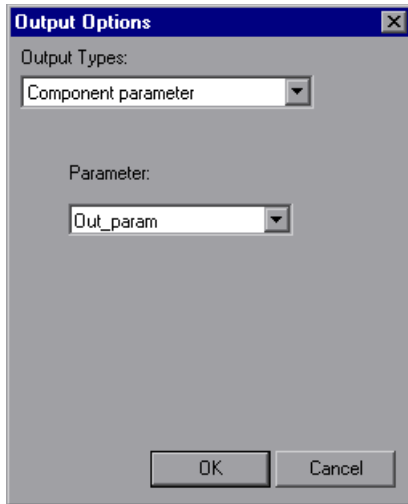 Output Options
Output Types:
Component parameter
Parameter:
Out_param
OK Cancel